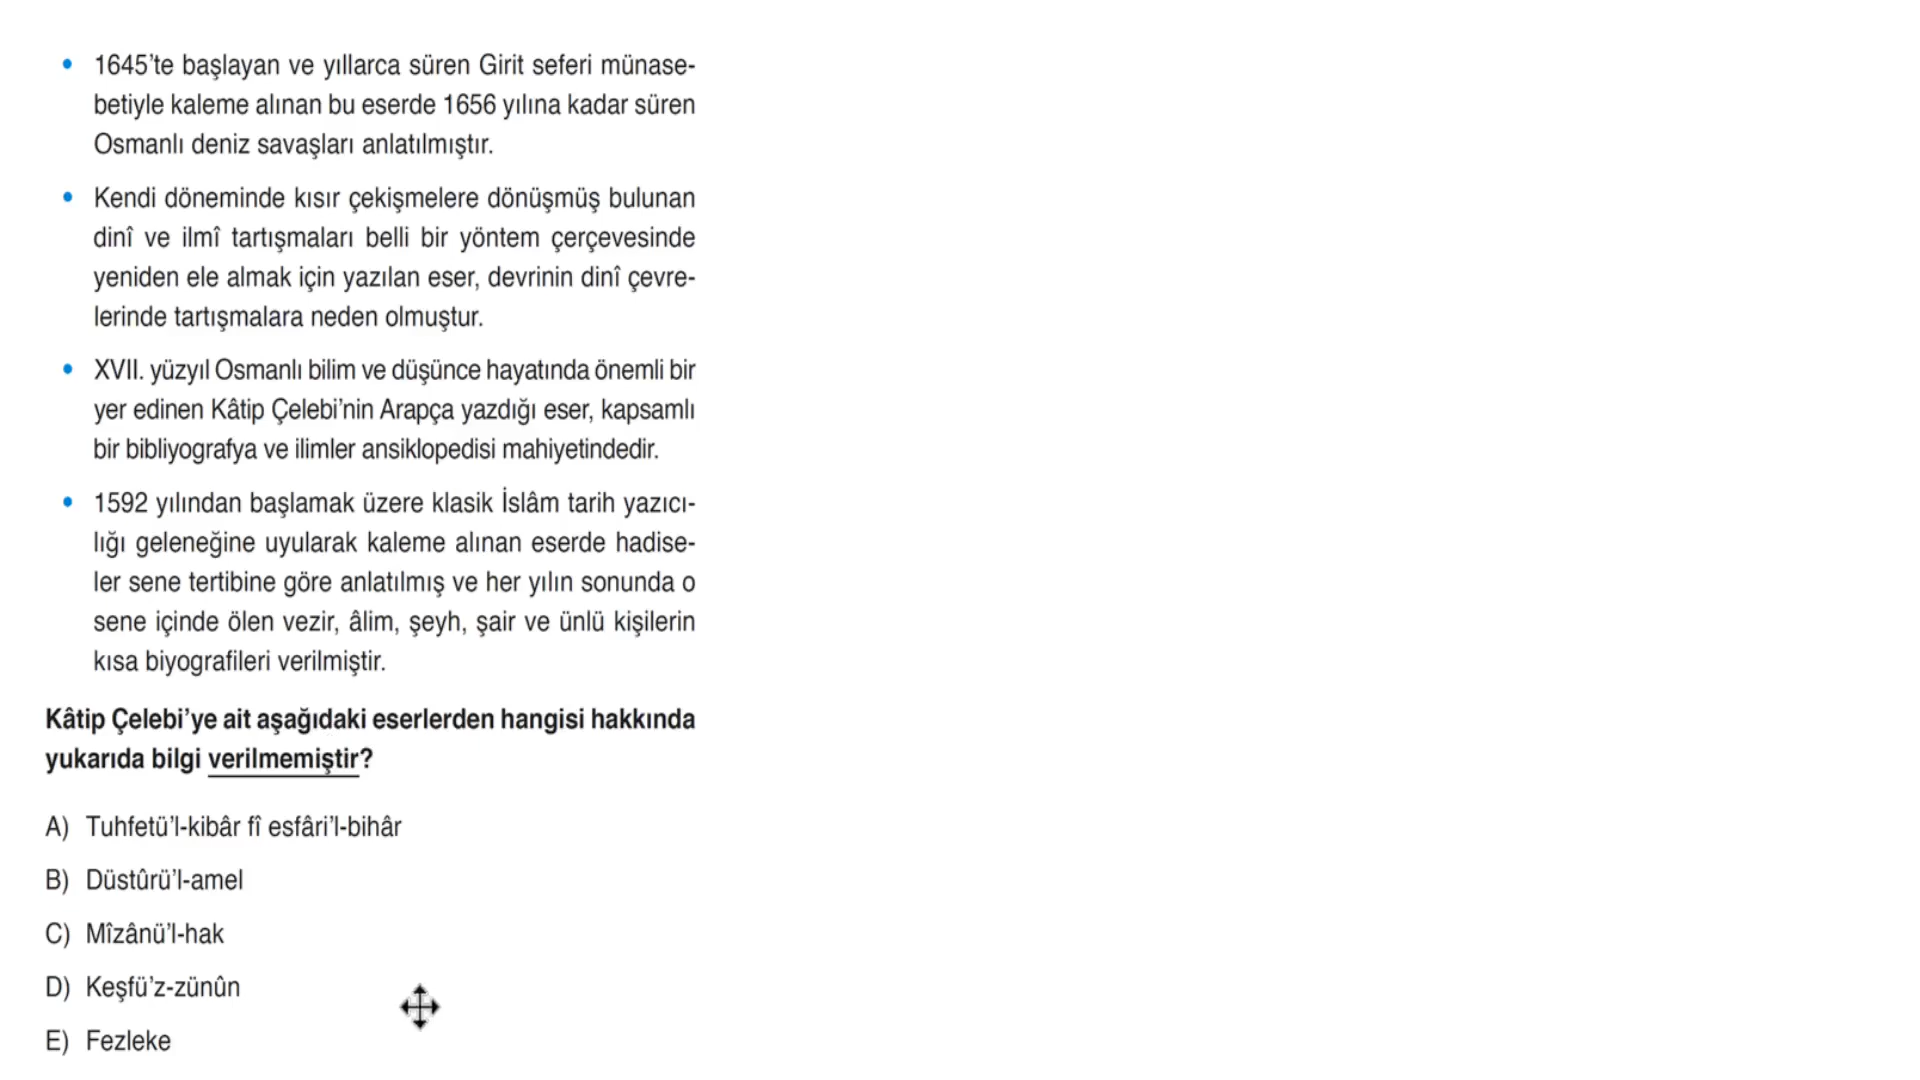 • 1645’te başlayan ve yıllarca süren Girit seferi münase-
betiyle kaleme alınan bu eserde 1656 yılına kadar süren
Osmanlı deniz savaşları anlatılmıştır.
• Kendi döneminde kısır çekişmelere dönüşmüş bulunan
dinî ve ilmî tartışmaları belli bir yöntem çerçevesinde
yeniden ele almak için yazılan eser, devrinin dinî çevre-
lerinde tartışmalara neden olmuştur.
• XVII. yüzyıl Osmanlı bilim ve düşünce hayatında önemli bir
yer edinen Kâtip Çelebi’nin Arapça yazdığı eser, kapsamlı
bir bibliyografya ve ilimler ansiklopedisi mahiyetindedir.
• 1592 yılından başlamak üzere klasik İslâm tarih yazıcı-
lığı geleneğine uyularak kaleme alınan eserde hadise-
ler sene tertibine göre anlatılmış ve her yılın sonunda o
sene içinde ölen vezir, âlim, şeyh, şair ve ünlü kişilerin
kısa biyografileri verilmiştir.
Kâtip Çelebi’ye ait aşağıdaki eserlerden hangisi hakkında
yukarıda bilgi verilmemiştir?
A) Tuhfetü’l-kibâr fî esfâri’l-bihâr
B) Düstûrü’l-amel
C) Mîzânü’l-hak
D) Keşfü’z-zünûn
E) Fezleke